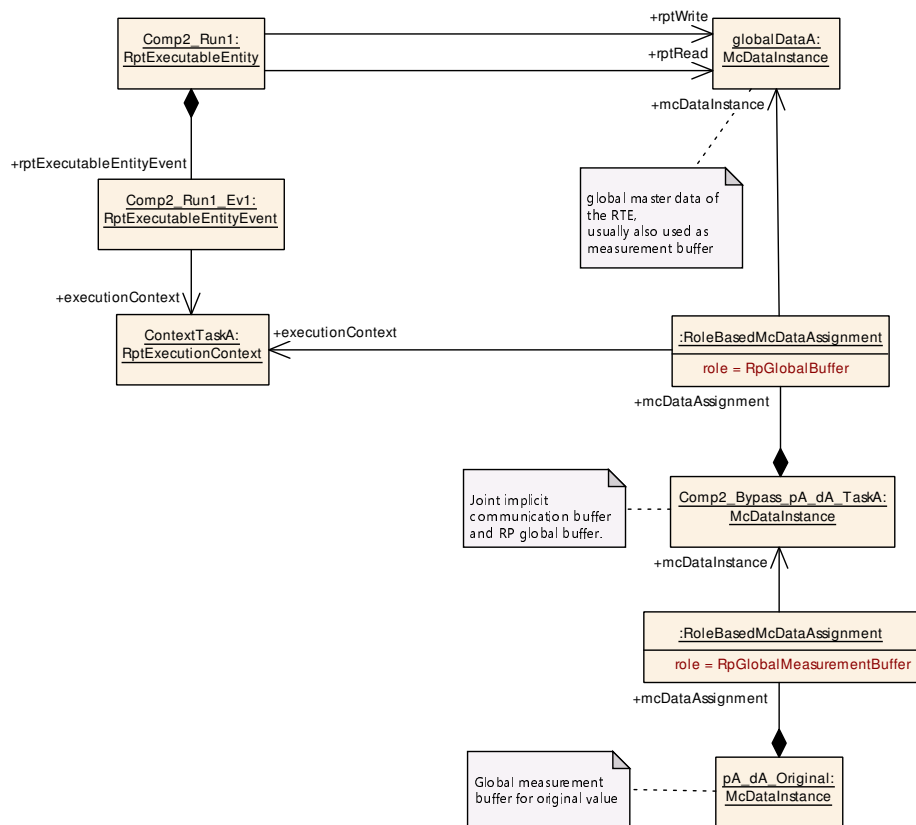 +rptWrite
Comp2_Run1:
RptExecutableEntity
globalDataA:
McDataInstance
+rptRead
+mcDataInstance
+rptExecutableEntityEvent
Comp2_Run1_Ev1:
RptExecutableEntityEvent
global master data of
the RTE,
usually also used as
measurement buffer
+executionContext
ContextTaskA:
RptExecutionContext
+executionContext
:RoleBasedMcDataAssignment
role = RpGlobalBuffer
+mcDataAssignment
Joint implicit
communication buffer
and RP global buffer.
Comp2_Bypass_pA_dA_TaskA:
McDataInstance
+mcDataInstance
:RoleBasedMcDataAssignment
role = RpGlobalMeasurementBuffer
+mcDataAssignment
Global measurement
buffer for original value
pA_dA_Original:
McDataInstance